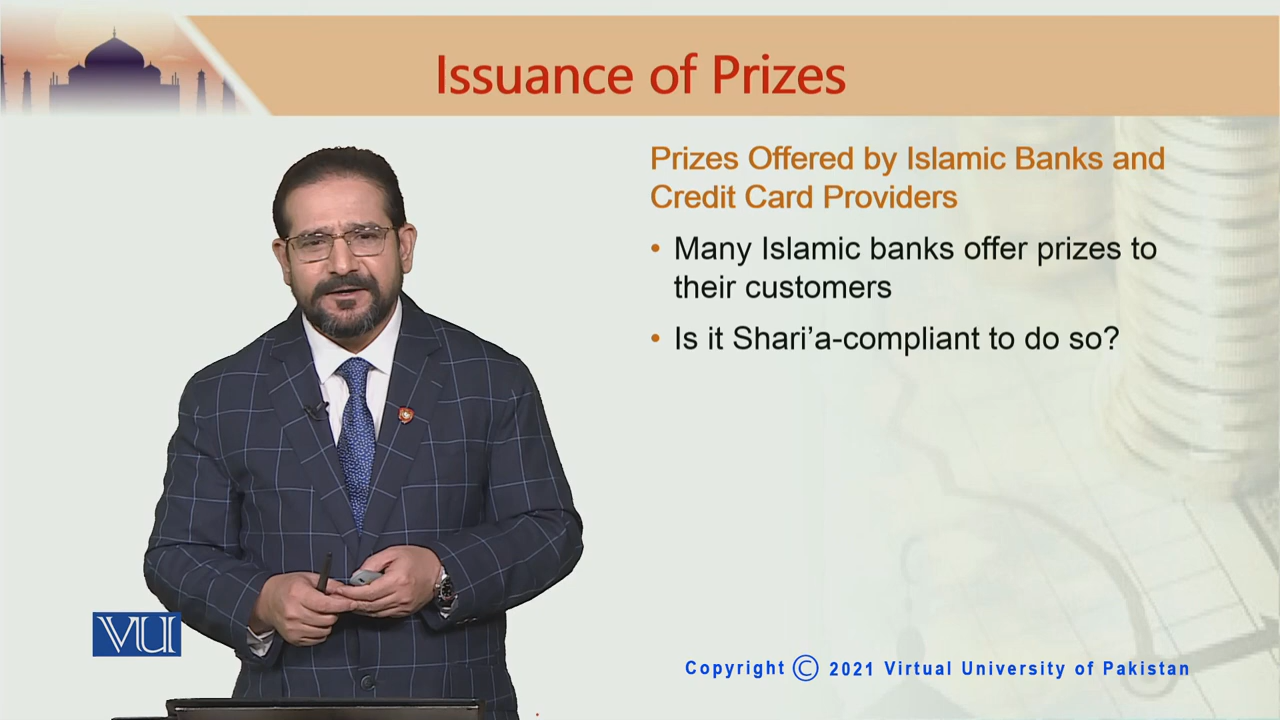 Issuance of Prizes
Prizes Offered by Islamic Banks and
Credit Card Providers
• Many Islamic banks offer prizes to
their customers
• Is it Shari’a-compliant to do so?
VU
Copyright © 2021 Virtual University of Pakistan